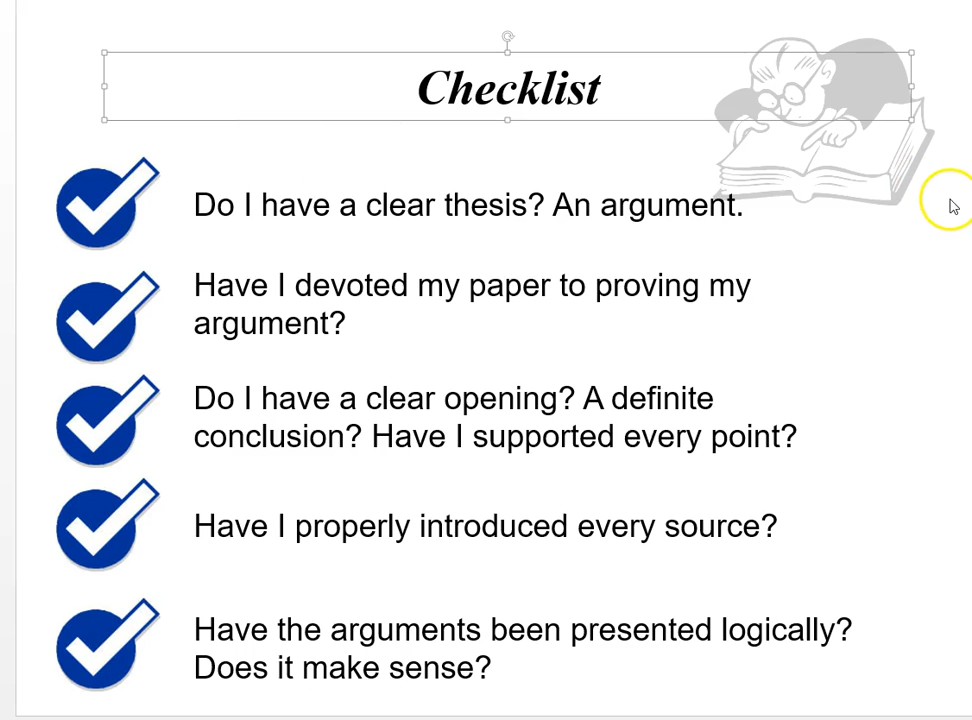 Checklist
Do I have a clear thesis? An argument.
Have I devoted my paper to proving my
argument?
Do I have a clear opening? A definite
conclusion? Have I supported every point?
Have I properly introduced every source?
Have the arguments been presented logically?
Does it make sense?